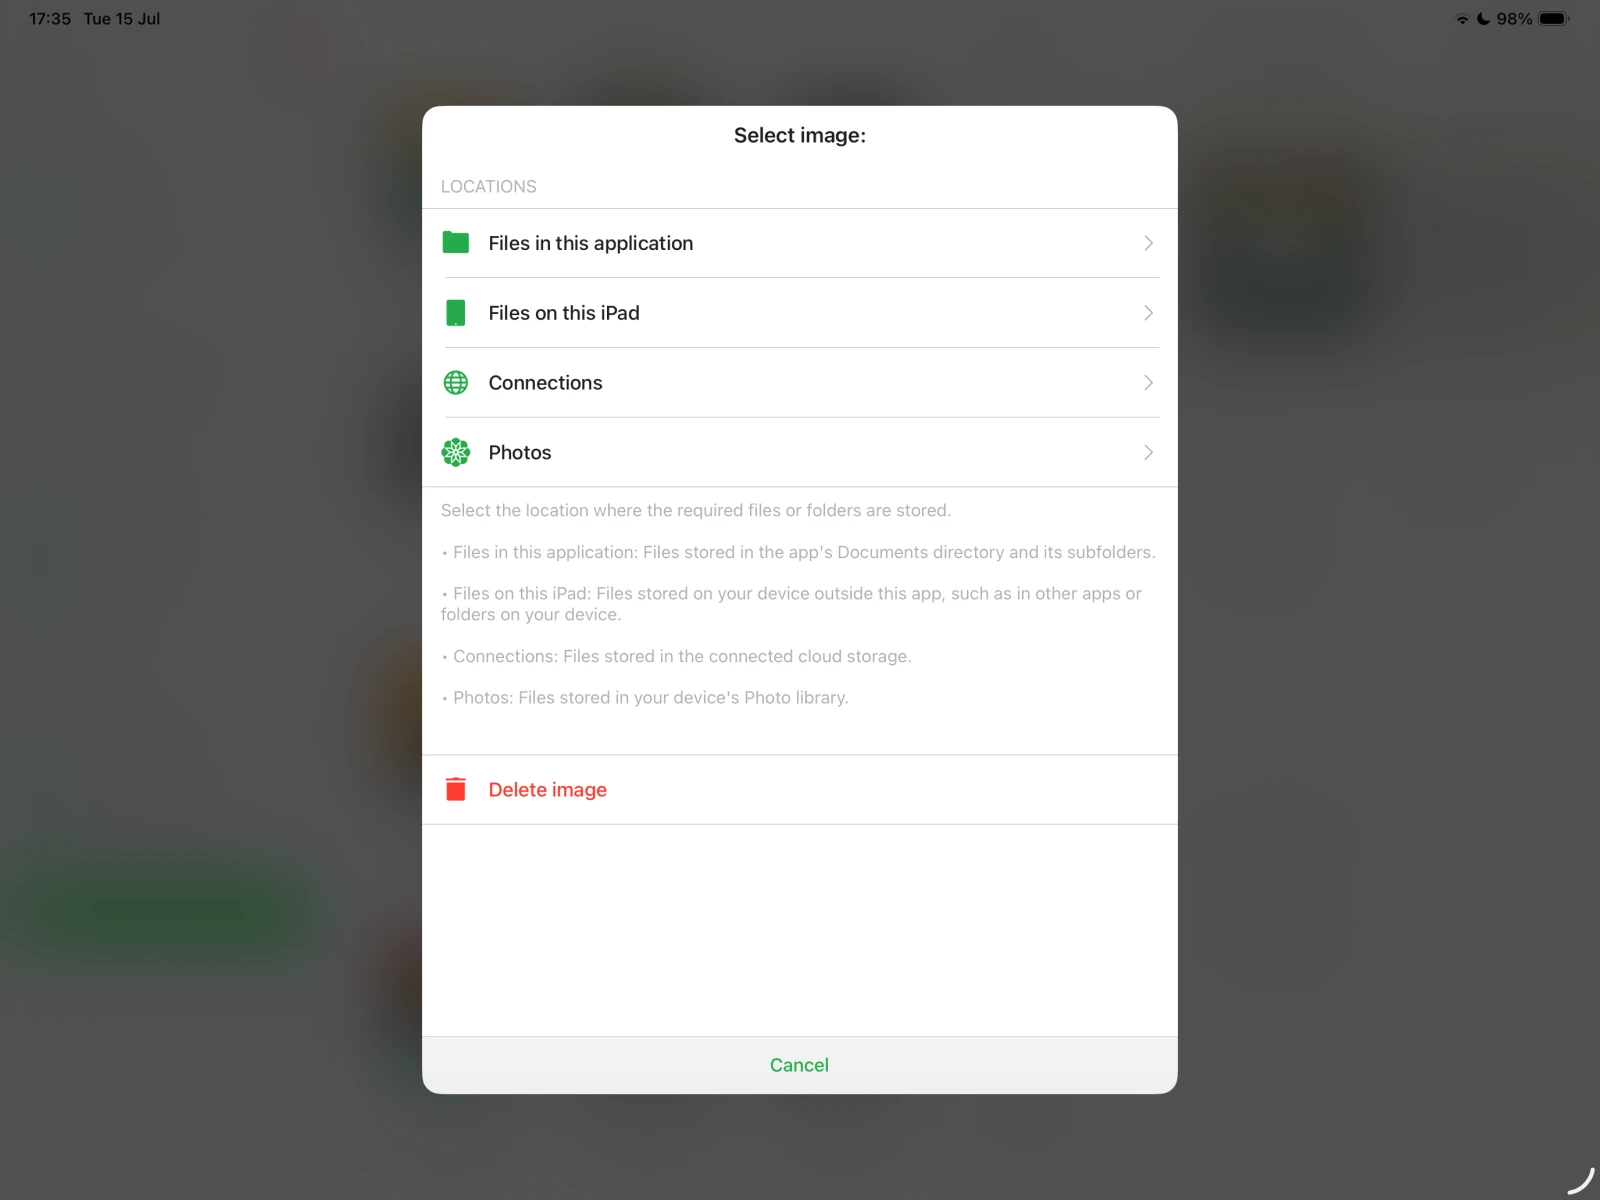 17:35 Tue 15 Jul
98%
Select image:
LOCATIONS
Files in this application
Files on this iPad
Connections
Photos
Select the location where the required files or folders are stored.
• Files in this application: Files stored in the app's Documents directory and its subfolders.
• Files on this iPad: Files stored on your device outside this app, such as in other apps or
folders on your device.
• Connections: Files stored in the connected cloud storage.
• Photos: Files stored in your device's Photo library.
Delete image
Cancel